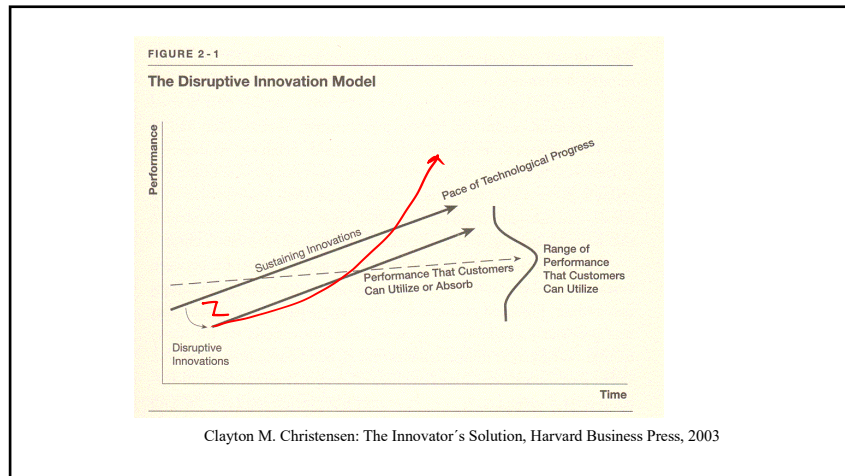 FIGURE 2-1
The Disruptive Innovation Model
Performance
Pace of Technological Progress
Sustaining Innovations
Performance That Customers
Can Utilize or Absorb
Range of
Performance
That Customers
Can Utilize
Disruptive
Innovations
Time
Clayton M. Christensen: The Innovator´s Solution, Harvard Business Press, 2003